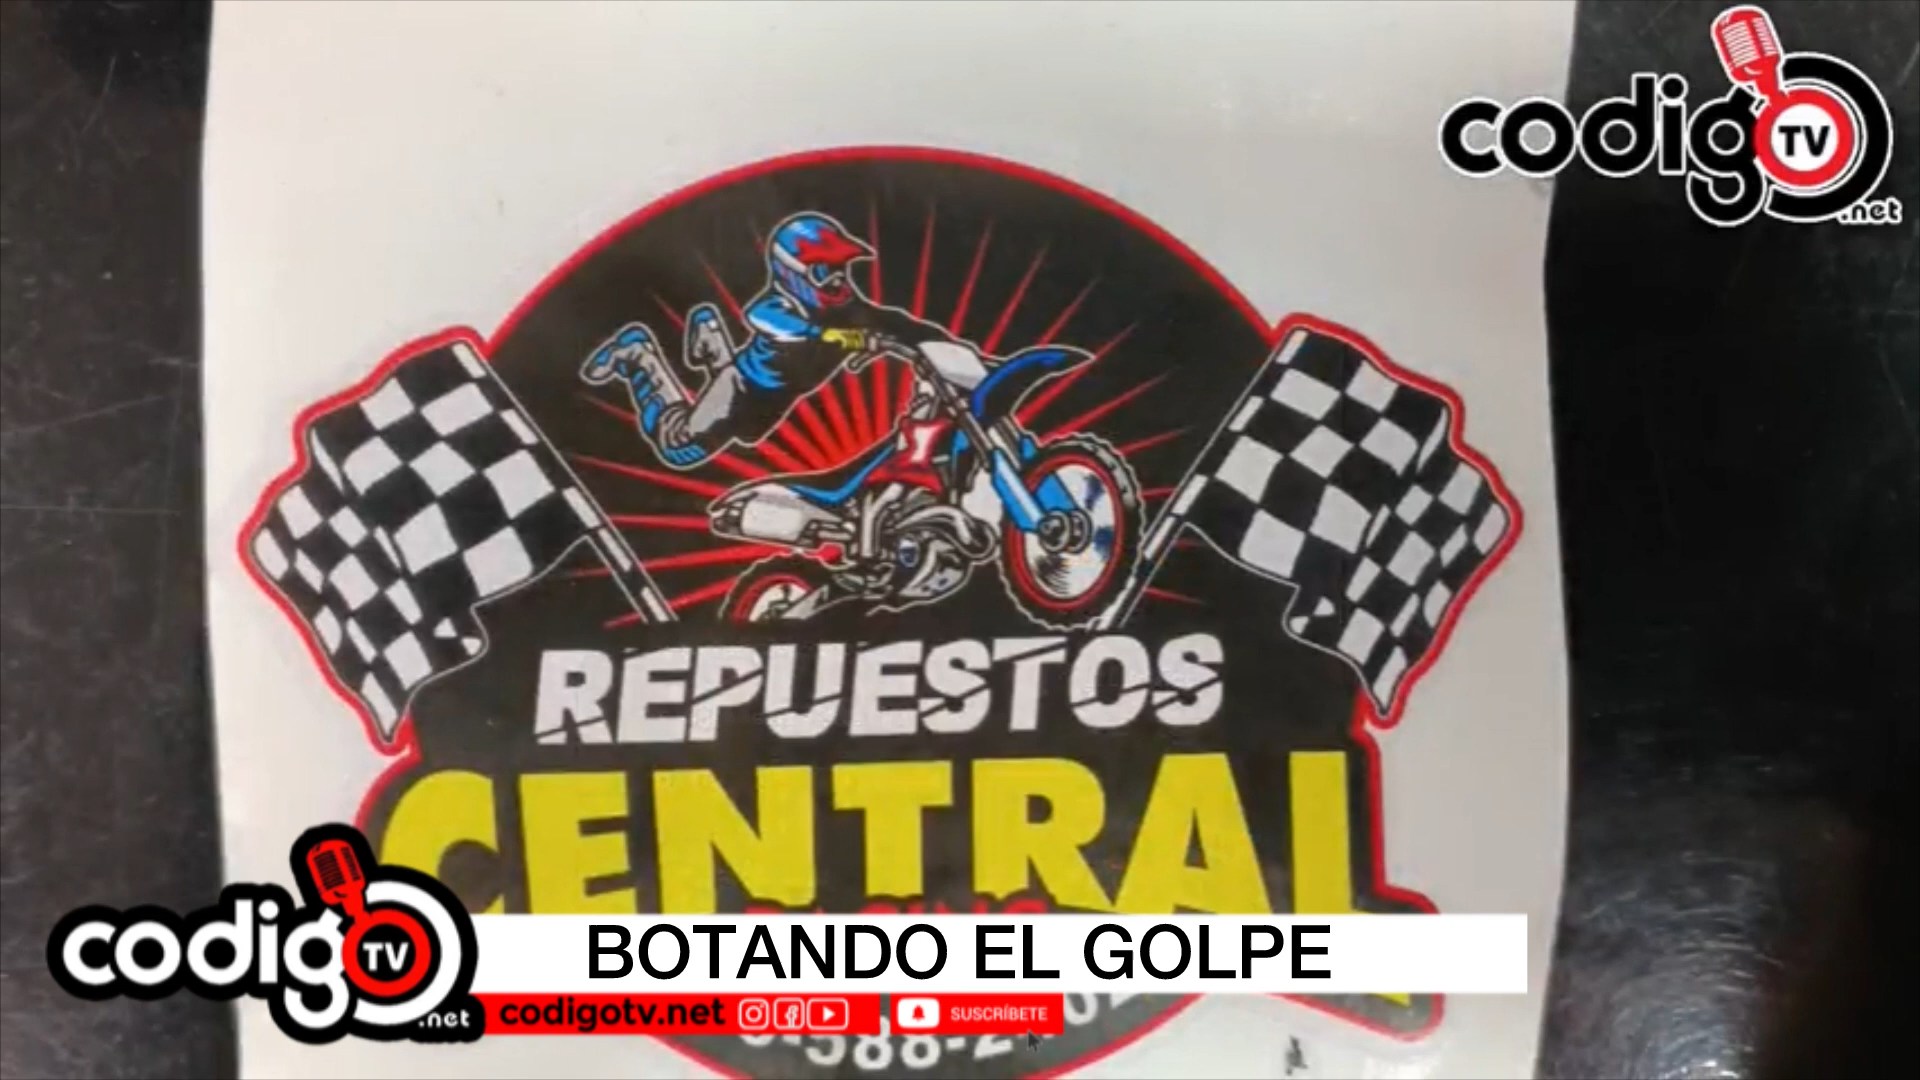 codigo
TV
.net
REPUESTOS
CENTRAL
codigo
TV
.net
BOTANDO EL GOLPE
codigotv.net
SUSCRÍBETE